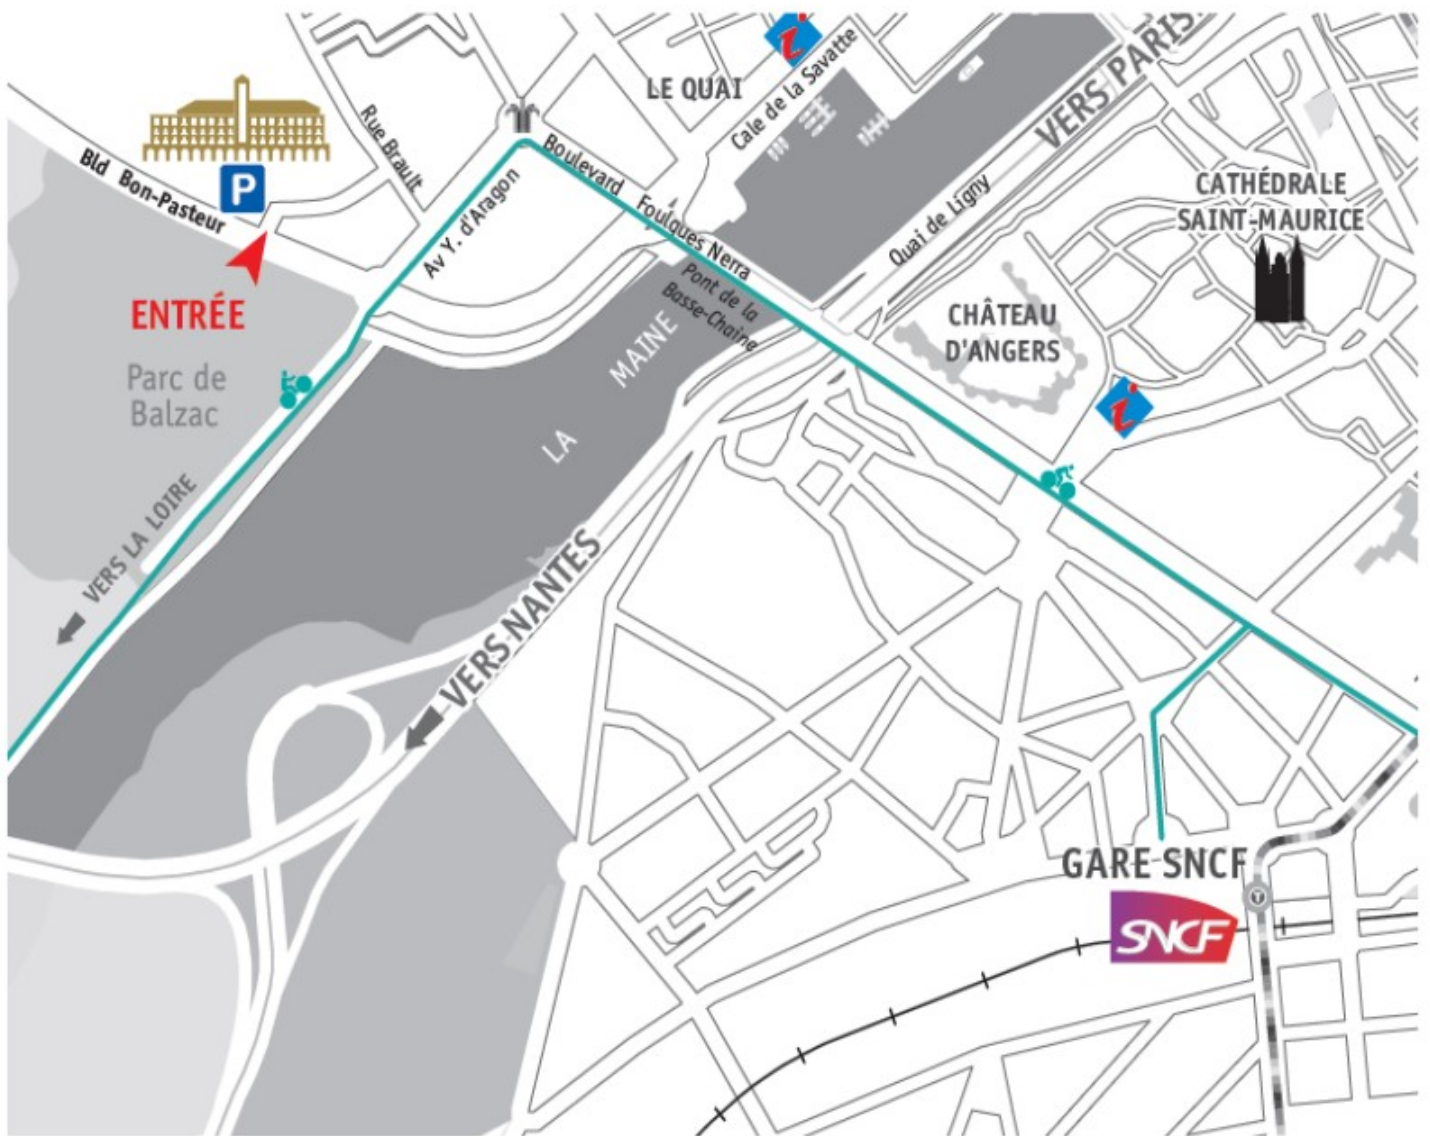 LE QUAI
Cale de la Savatte
VERS PARIS
P
Rue Brault
Bld Bon-Pasteur
Boulevard
Foulques Nerra
Av Y. d'Aragon
Quai de Ligny
CATHÉDRALE
SAINT-MAURICE
ENTRÉE
Pont de la
Basse-Chaîne
CHÂTEAU
D'ANGERS
Parc de
Balzac
LA MAINE
i
i
VERS LA LOIRE
VERS NANTES
GARE SNCF
T
SNCF